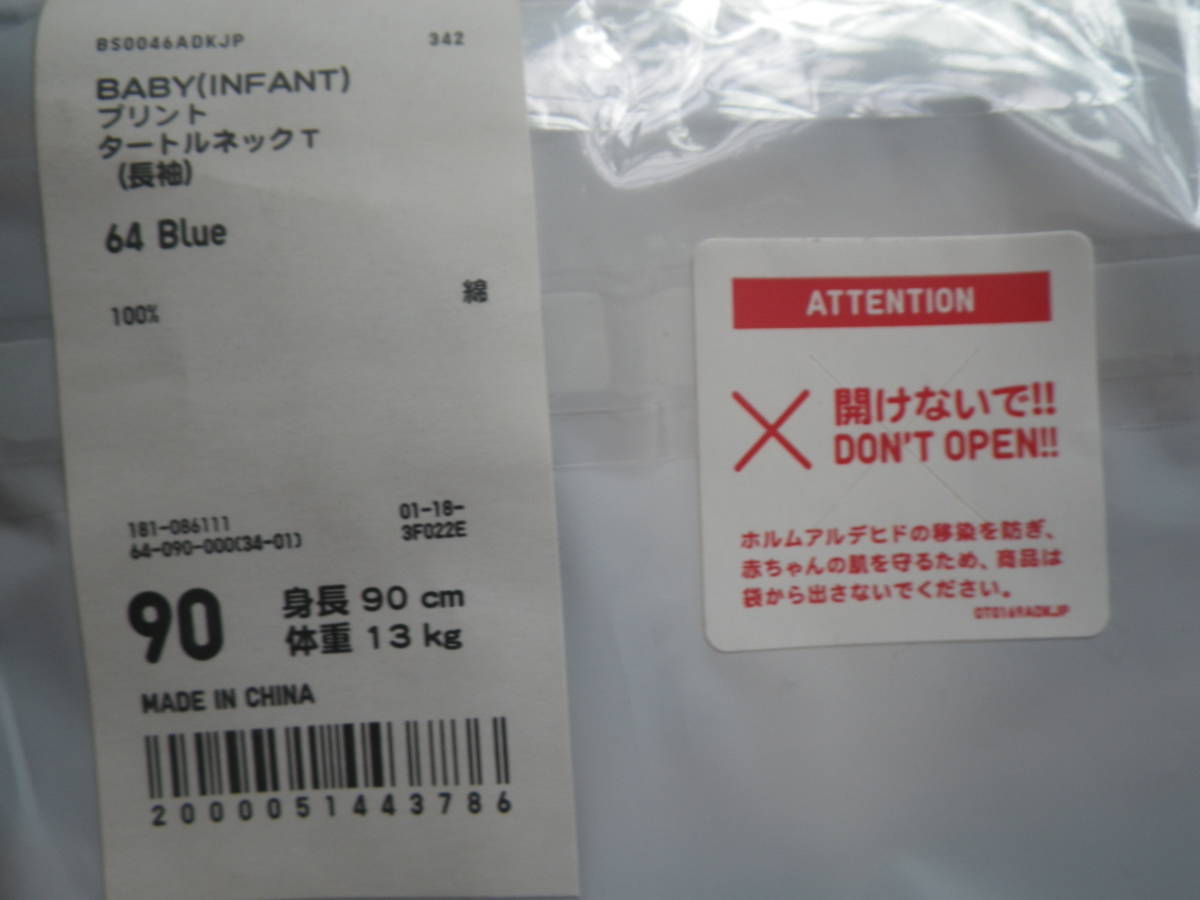 BS0046ADKJP 342
BABY(INFANT)
プリント
タートルネックT
(長袖)
64 Blue
綿
100%
181-086111 01-18-
64-090-000(34-01) 3F022E
90
身長 90 cm
体重 13 kg
MADE IN CHINA
2000051443786
ATTENTION
開けないで!!
DON'T OPEN!!
ホルムアルデヒドの移染を防ぎ、
赤ちゃんの肌を守るため、商品は
袋から出さないでください。
OT0169ADKJP